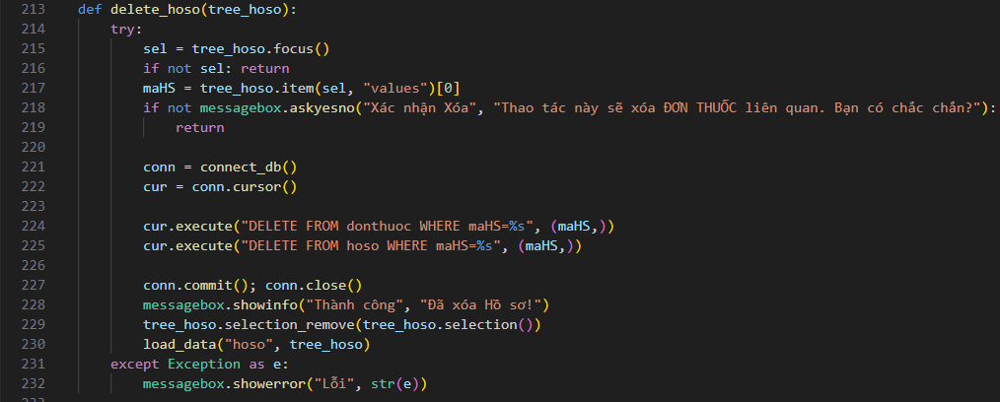 213 def delete_hoso(tree_hoso):
214 try:
215 sel = tree_hoso.focus()
216 if not sel: return
217 maHS = tree_hoso.item(sel, "values")[0]
218 if not messagebox.askyesno("Xác nhận Xóa", "Thao tác này sẽ xóa ĐƠN THUỐC liên quan. Bạn có chắc chắn?"):
219 return
220
221 conn = connect_db()
222 cur = conn.cursor()
223
224 cur.execute("DELETE FROM donthuoc WHERE maHS=%s", (maHS,))
225 cur.execute("DELETE FROM hoso WHERE maHS=%s", (maHS,))
226
227 conn.commit(); conn.close()
228 messagebox.showinfo("Thành công", "Đã xóa Hồ sơ!")
229 tree_hoso.selection_remove(tree_hoso.selection())
230 load_data("hoso", tree_hoso)
231 except Exception as e:
232 messagebox.showerror("Lỗi", str(e))